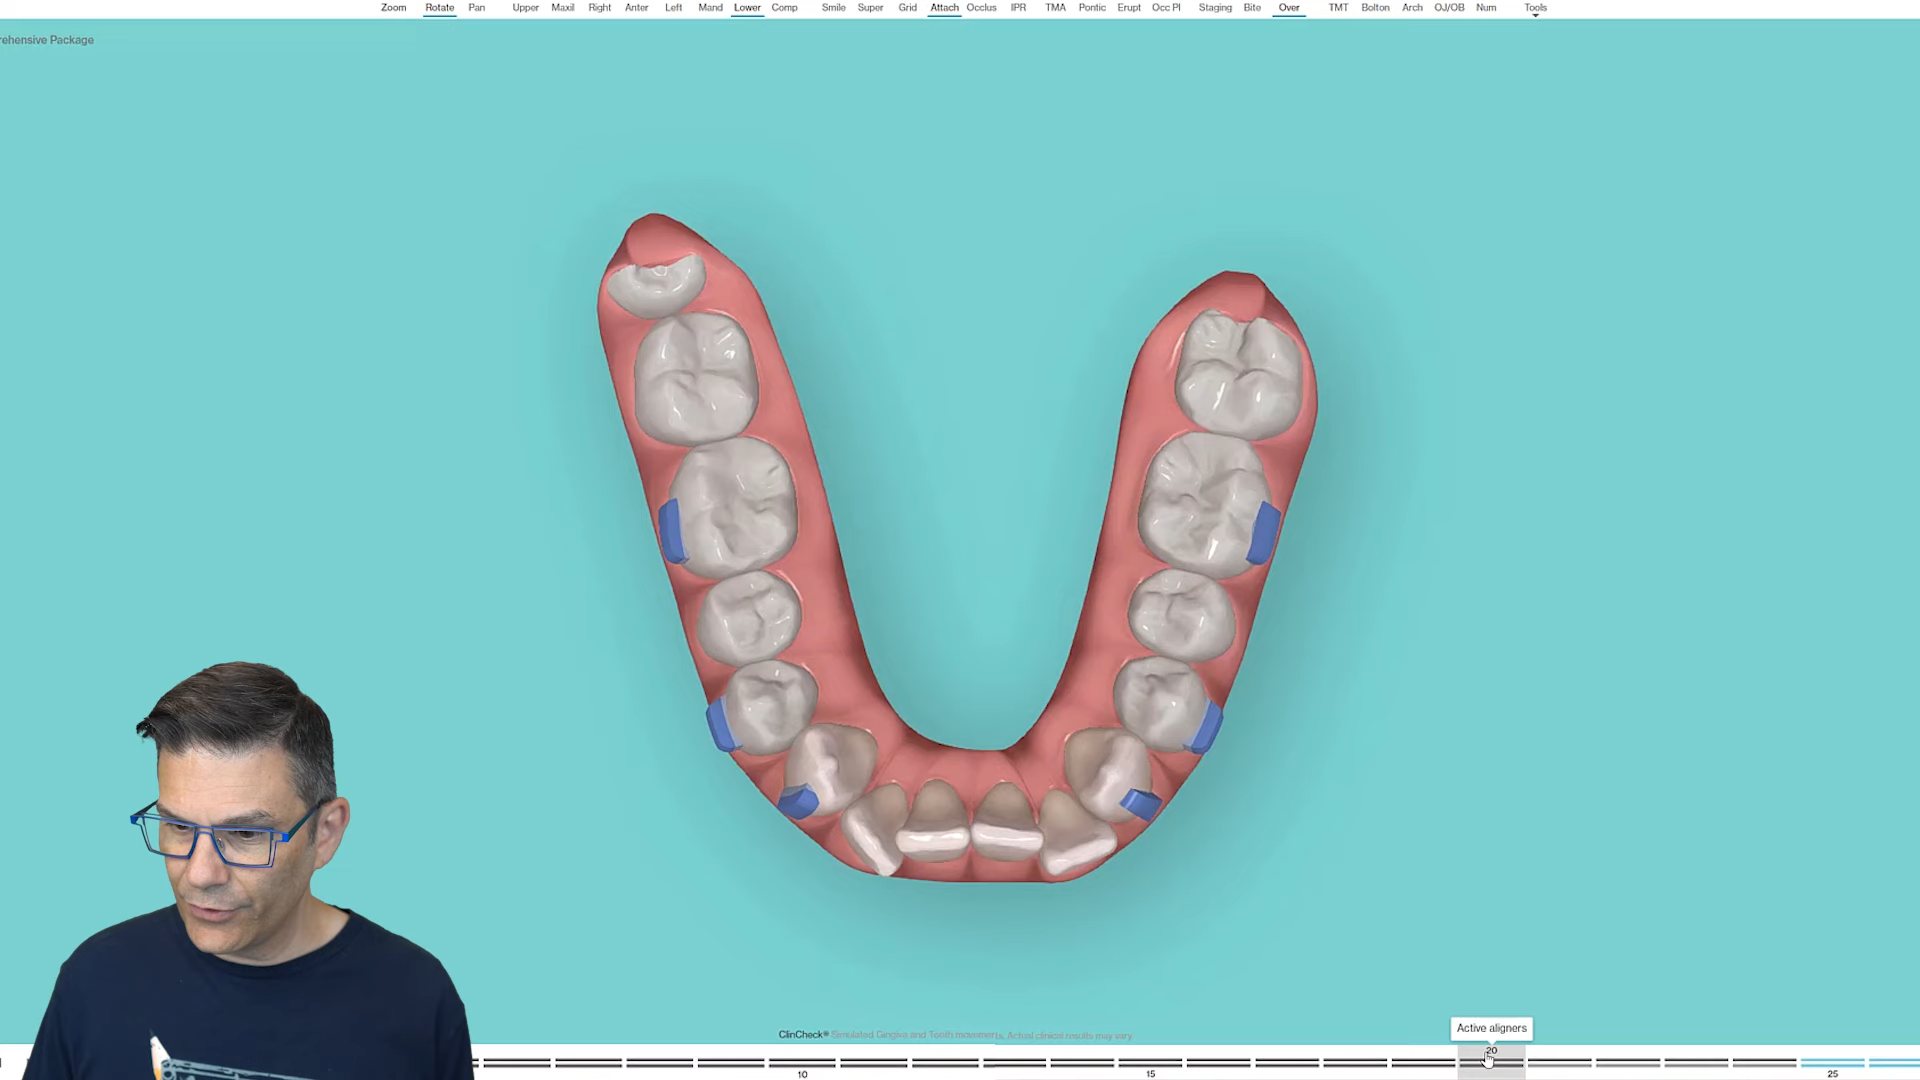 Zoom Rotate Pan Upper Maxil Right Anter Left Mand Lower Comp Smile Super Grid Attach Occlus IPR TMA Pontic Erupt Occ Pl Staging Bite Over TMT Bolton Arch OJ/OB Num Tools
rehensive Package
Active aligners
ClinCheck® Simulated Gingiva and Tooth movements. Actual clinical results may vary.
20
10 15 25